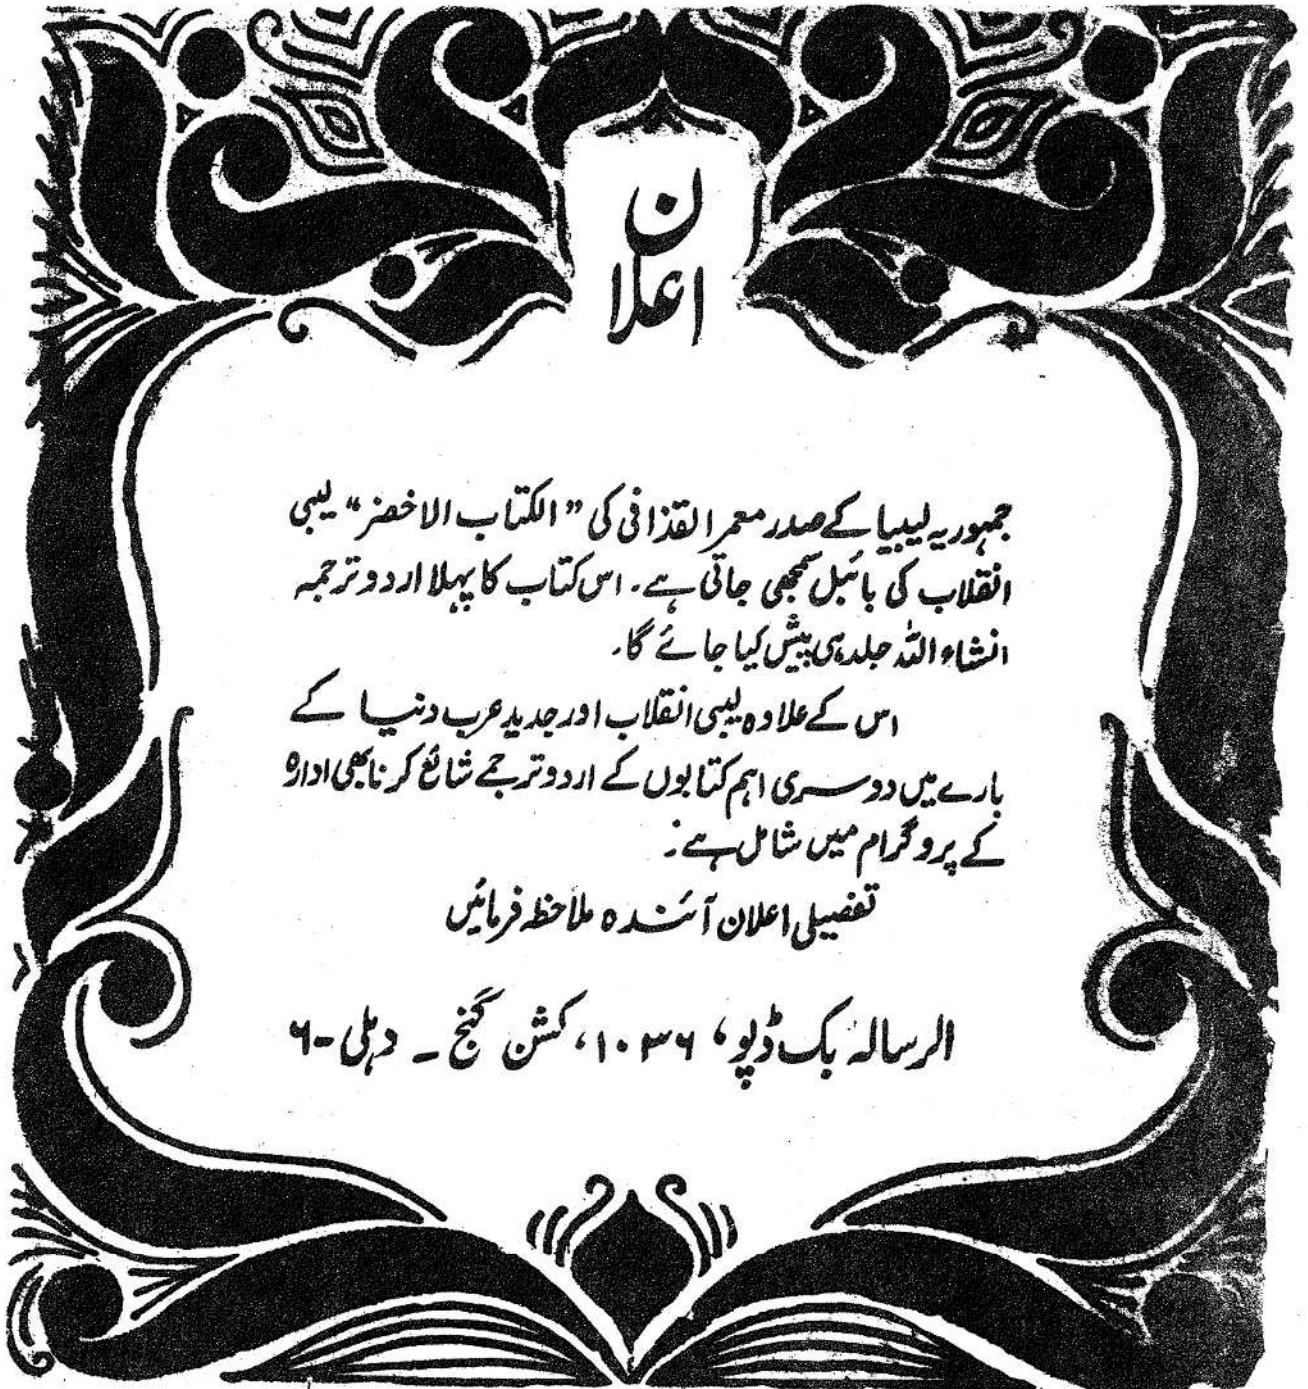 اعلان
جمہوریہ لیبیا کے صدر معمر القذافی کی ”الکتاب الاخضر“ لیبی
انقلاب کی بائبل سمجھی جاتی ہے۔ اس کتاب کا پہلا اردو ترجمہ
انشاء اللہ جلد ہی پیش کیا جائے گا۔
اس کے علاوہ لیبی انقلاب اور جدید عرب دنیا کے
بارے میں دوسری اہم کتابوں کے اردو ترجمے شائع کرنا بھی ادارہ
کے پروگرام میں شامل ہے۔
تفصیلی اعلان آئندہ ملاحظہ فرمائیں
الرسالہ بک ڈپو، ۱۰۳۶، کشن گنج ۔ دہلی-۶